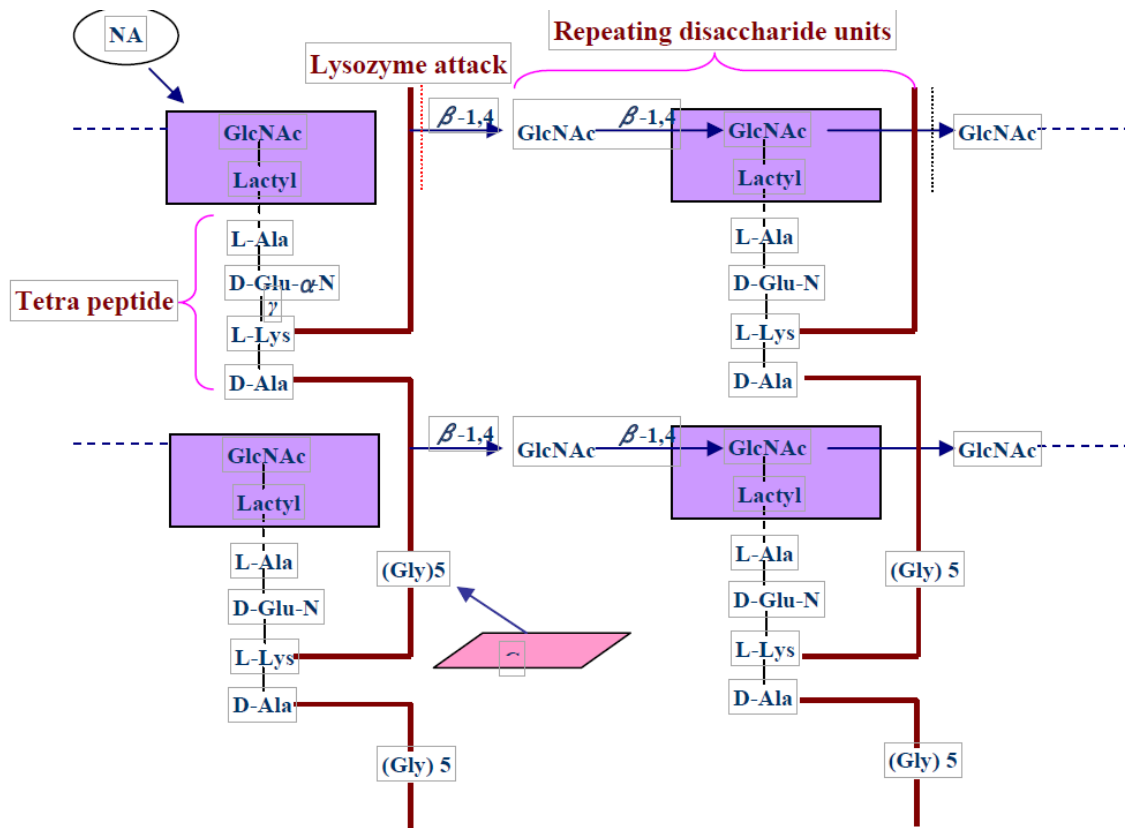 NA
Repeating disaccharide units
Lysozyme attack
β-1,4
β-1,4
GlcNAc
GlcNAc
GlcNAc
GlcNAc
Lactyl
Lactyl
L-Ala
L-Ala
Tetra peptide
D-Glu-α-N
D-Glu-N
γ
L-Lys
L-Lys
D-Ala
D-Ala
β-1,4
β-1,4
GlcNAc
GlcNAc
GlcNAc
GlcNAc
Lactyl
Lactyl
L-Ala
L-Ala
(Gly)5
(Gly) 5
D-Glu-N
D-Glu-N
L-Lys
L-Lys
D-Ala
D-Ala
(Gly) 5
(Gly) 5